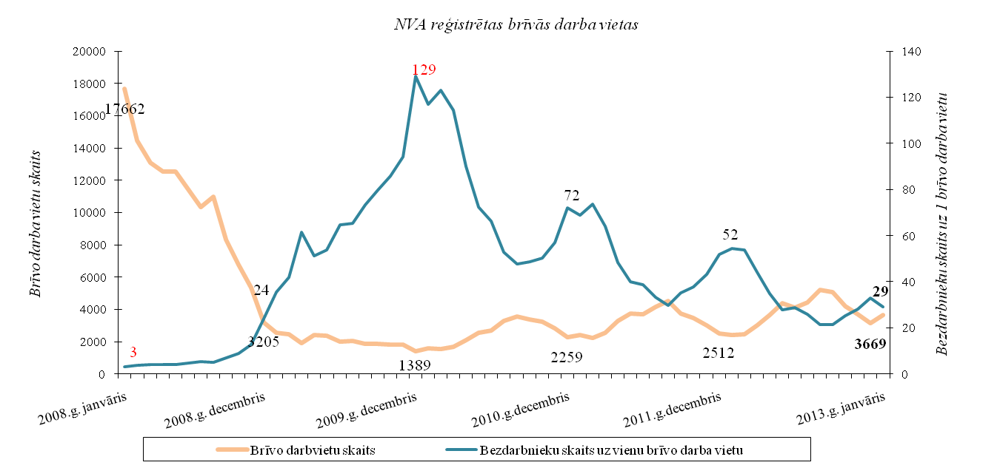 NVA reģistrētas brīvās darba vietas
Brīvo darba vietu skaits
20000
18000
16000
14000
12000
10000
8000
6000
4000
2000
0
140
120
100
80
60
40
20
0
Bezdarbnieku skaits uz 1 brīvo darba vietu
17662
3
24
3205
129
1389
72
2259
52
2512
29
3669
2008.g. janvāris
2008.g. decembris
2009.g. decembris
2010.g.decembris
2011.g.decembris
2013.g. janvāris
Brīvo darbvietu skaits
Bezdarbnieku skaits uz vienu brīvo darba vietu